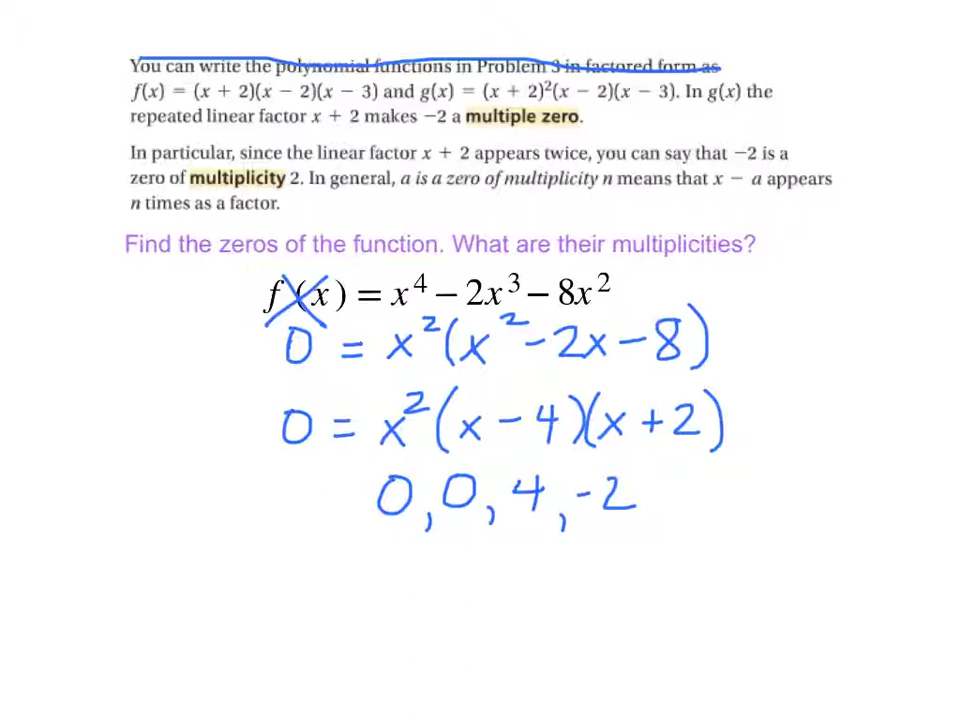 You can write the polynomial functions in Problem 3 in factored form as
f(x) = (x + 2)(x − 2)(x − 3) and g(x) = (x + 2)²(x − 2)(x − 3). In g(x) the
repeated linear factor x + 2 makes −2 a multiple zero.
In particular, since the linear factor x + 2 appears twice, you can say that −2 is a
zero of multiplicity 2. In general, a is a zero of multiplicity n means that x − a appears
n times as a factor.
Find the zeros of the function. What are their multiplicities?
f(x) = x⁴ − 2x³ − 8x²
0 = x²(x² - 2x - 8)
0 = x²(x - 4)(x + 2)
0, 0, 4, -2